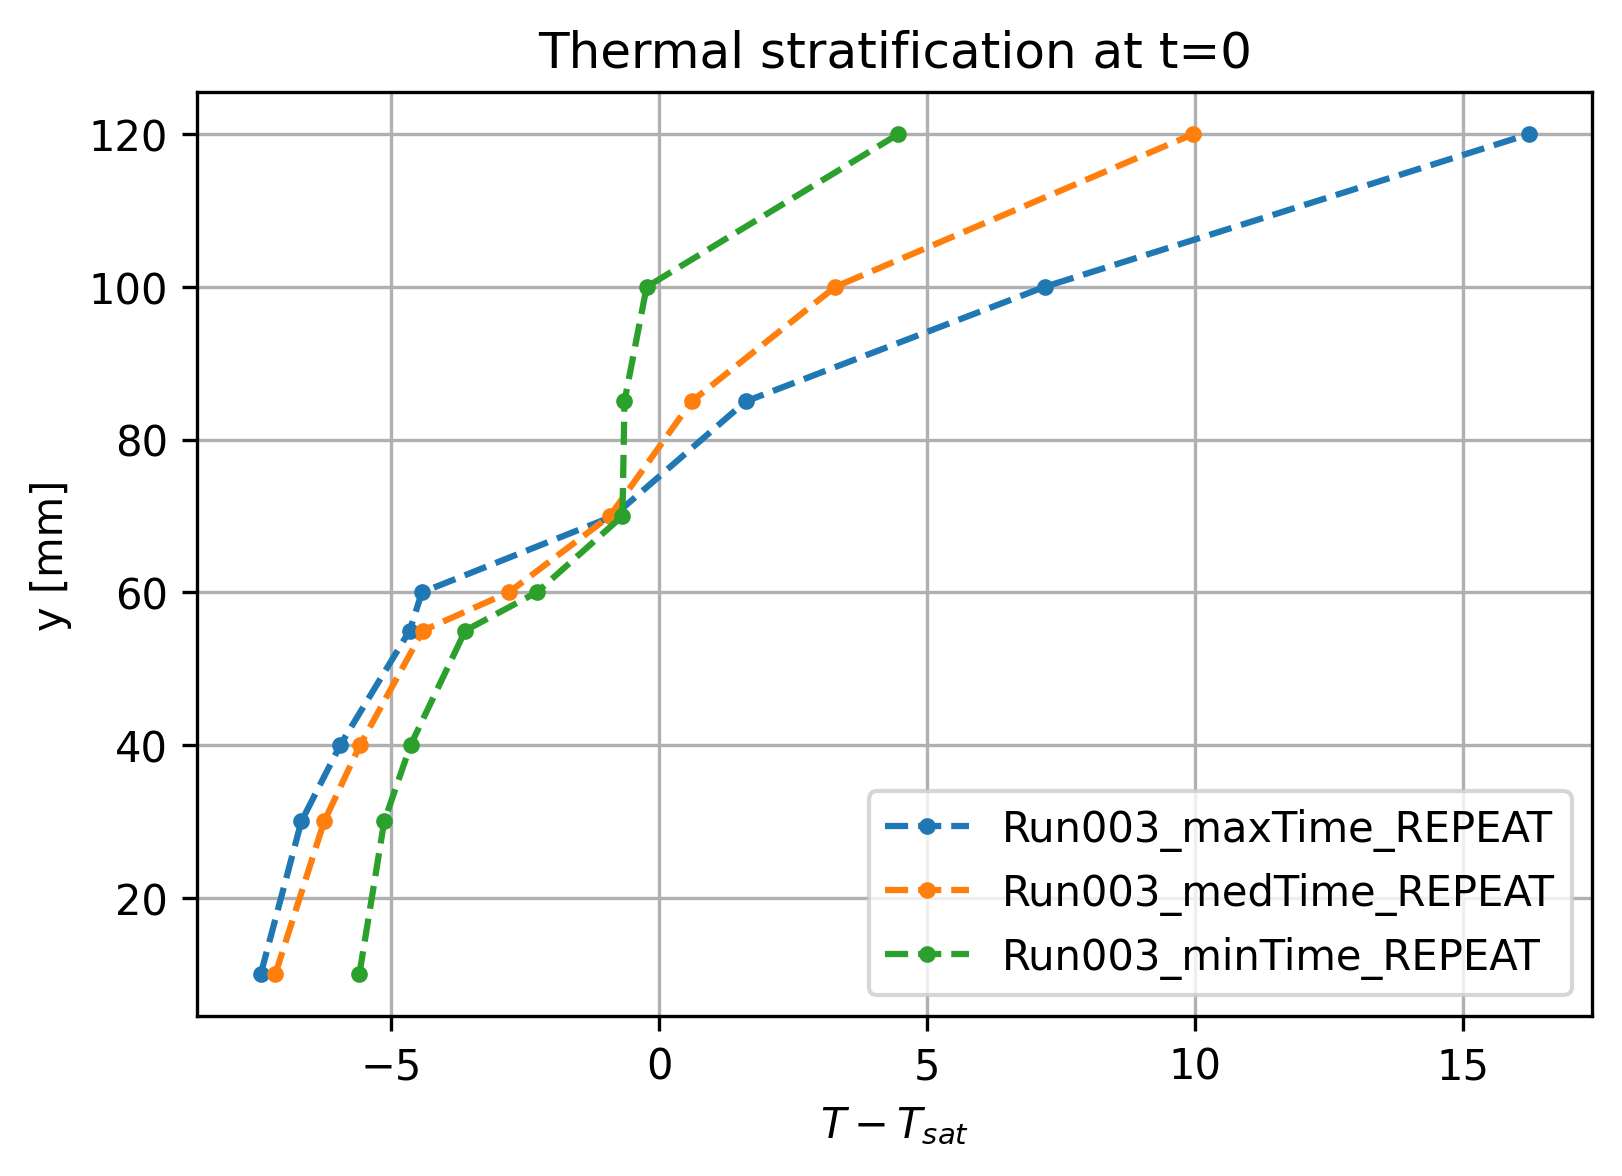 Thermal stratification at t=0
120
100
80
60
40
20
y [mm]
−5
0
5
10
15
T − Tsat
Run003_maxTime_REPEAT
Run003_medTime_REPEAT
Run003_minTime_REPEAT